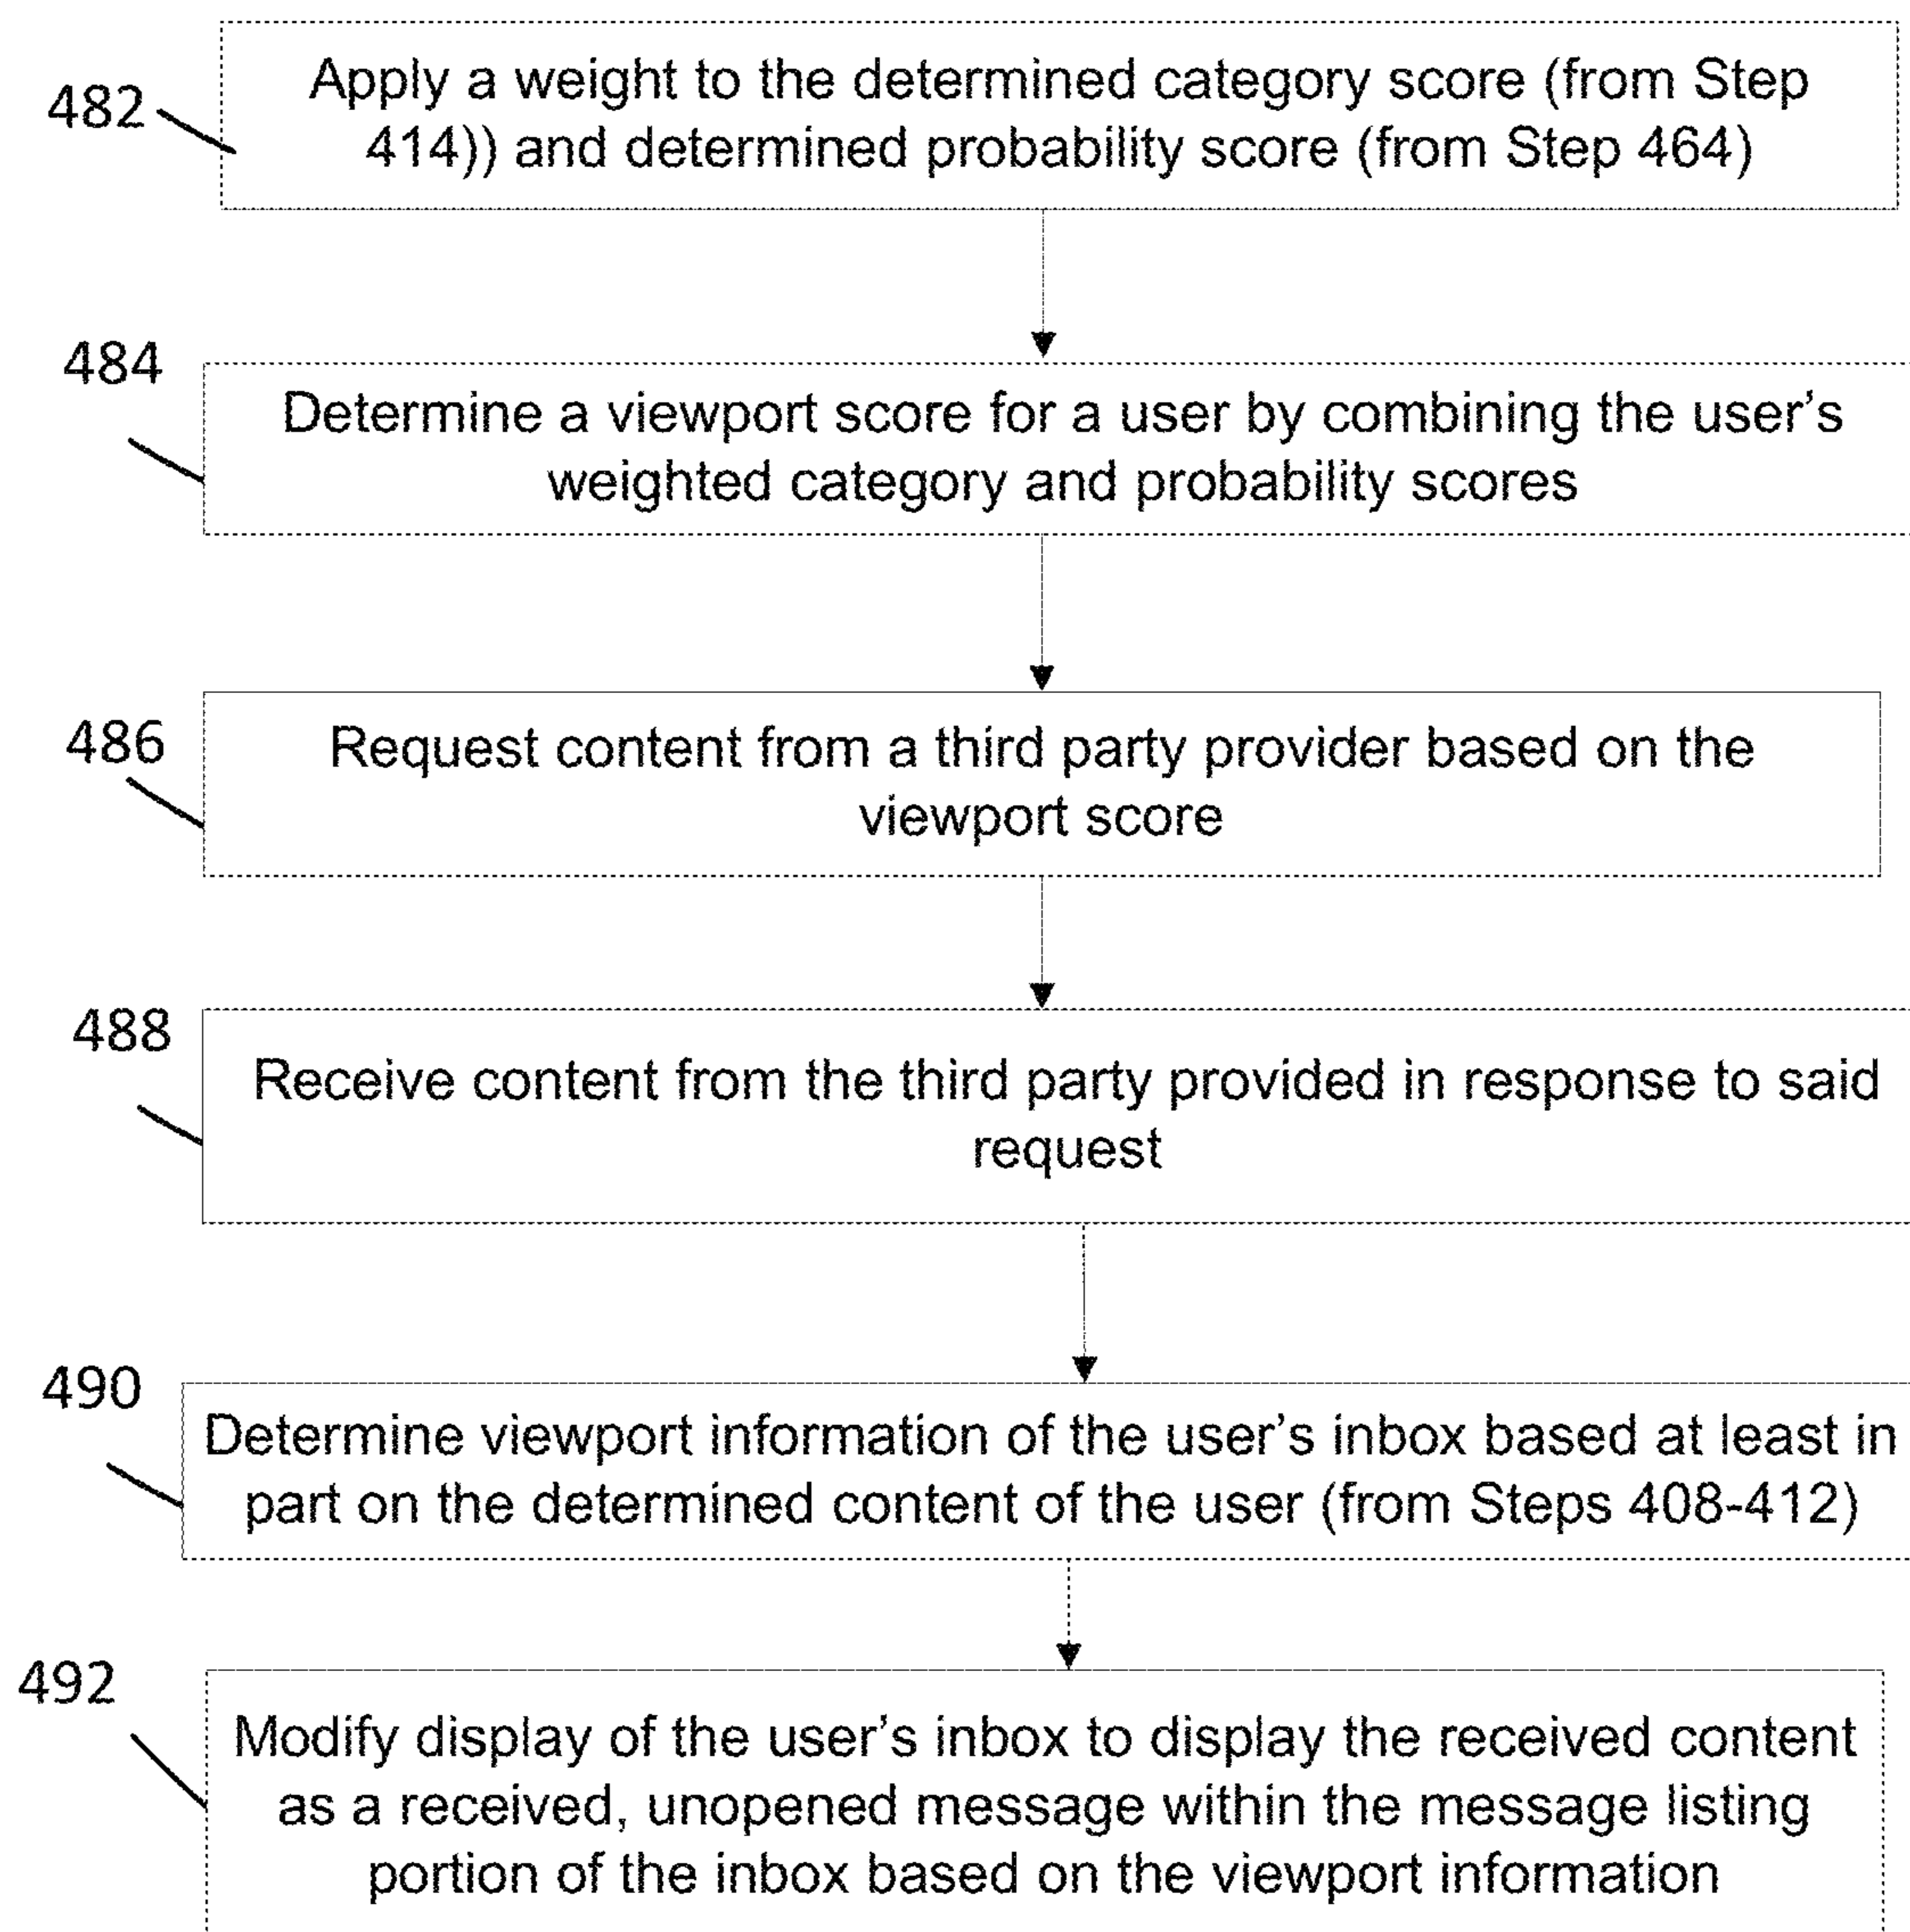 482
Apply a weight to the determined category score (from Step
414)) and determined probability score (from Step 464)
484
Determine a viewport score for a user by combining the user's
weighted category and probability scores
486
Request content from a third party provider based on the
viewport score
488
Receive content from the third party provided in response to said
request
490
Determine viewport information of the user's inbox based at least in
part on the determined content of the user (from Steps 408-412)
492
Modify display of the user's inbox to display the received content
as a received, unopened message within the message listing
portion of the inbox based on the viewport information